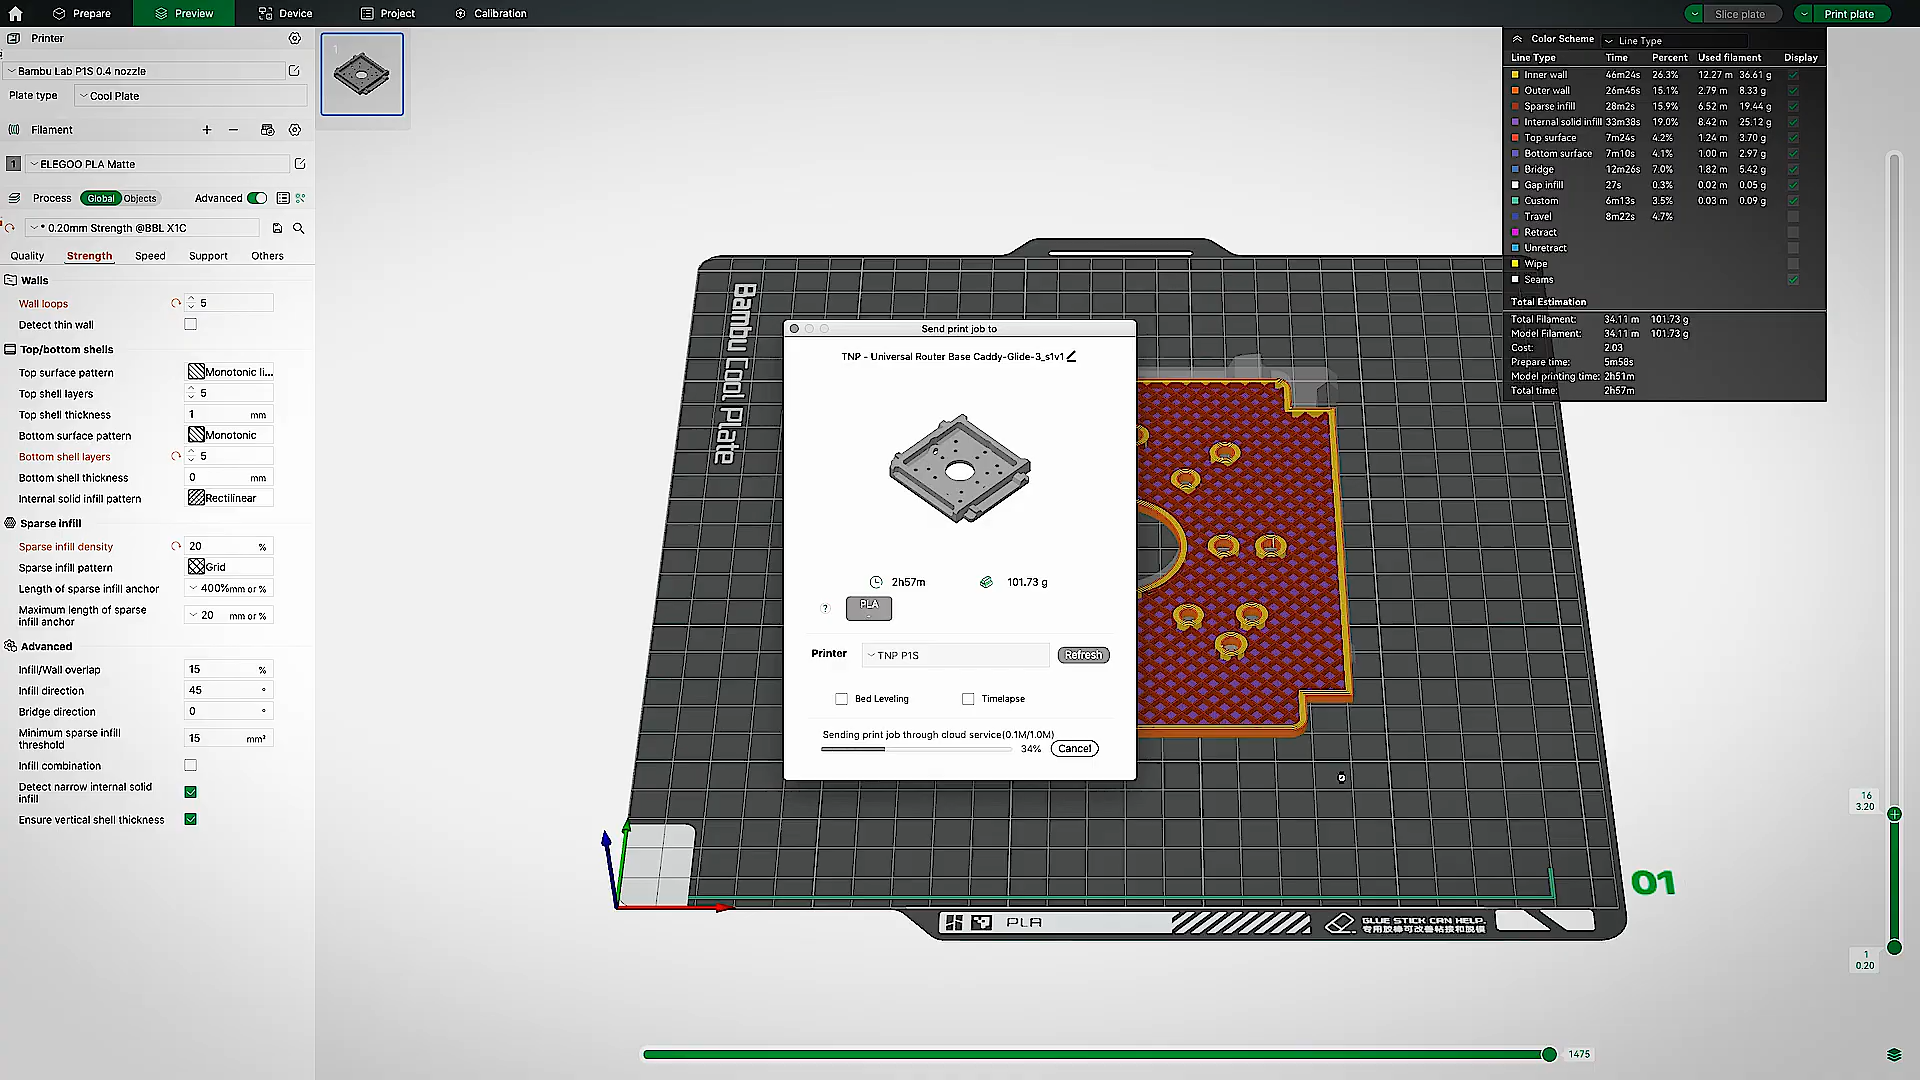 Prepare Preview Device Project Calibration Slice plate Print plate
Printer
Bambu Lab P1S 0.4 nozzle
Plate type Cool Plate
Filament
1 ELEGOO PLA Matte
Process Global Objects Advanced
* 0.20mm Strength @BBL X1C
Quality Strength Speed Support Others
Walls
Wall loops 5
Detect thin wall
Top/bottom shells
Top surface pattern Monotonic li...
Top shell layers 5
Top shell thickness 1 mm
Bottom surface pattern Monotonic
Bottom shell layers 5
Bottom shell thickness 0 mm
Internal solid infill pattern Rectilinear
Sparse infill
Sparse infill density 20 %
Sparse infill pattern Grid
Length of sparse infill anchor 400% mm or %
Maximum length of sparse
infill anchor 20 mm or %
Advanced
Infill/Wall overlap 15 %
Infill direction 45 °
Bridge direction 0 °
Minimum sparse infill
threshold 15 mm²
Infill combination
Detect narrow internal solid
infill
Ensure vertical shell thickness
1
Bambu Cool Plate
Send print job to
TNP - Universal Router Base Caddy-Glide-3_s1v1
2h57m 101.73 g
? PLA
Printer TNP P1S Refresh
Bed Leveling Timelapse
Sending print job through cloud service(0.1M/1.0M)
34% Cancel
Color Scheme Line Type
Line Type Time Percent Used filament Display
Inner wall 46m24s 26.3% 12.27 m 36.61 g
Outer wall 26m45s 15.1% 2.79 m 8.33 g
Sparse infill 28m2s 15.9% 6.52 m 19.44 g
Internal solid infill 33m38s 19.0% 8.42 m 25.12 g
Top surface 7m24s 4.2% 1.24 m 3.70 g
Bottom surface 7m10s 4.1% 1.00 m 2.97 g
Bridge 12m26s 7.0% 1.82 m 5.42 g
Gap infill 27s 0.3% 0.02 m 0.05 g
Custom 6m13s 3.5% 0.03 m 0.09 g
Travel 8m22s 4.7%
Retract
Unretract
Wipe
Seams
Total Estimation
Total Filament: 34.11 m 101.73 g
Model Filament: 34.11 m 101.73 g
Cost: 2.03
Prepare time: 5m58s
Model printing time: 2h51m
Total time: 2h57m
16
3.20
1
0.20
01
PLA
GLUE STICK CAN HELP.
专用胶棒可改善粘接和脱模
1475